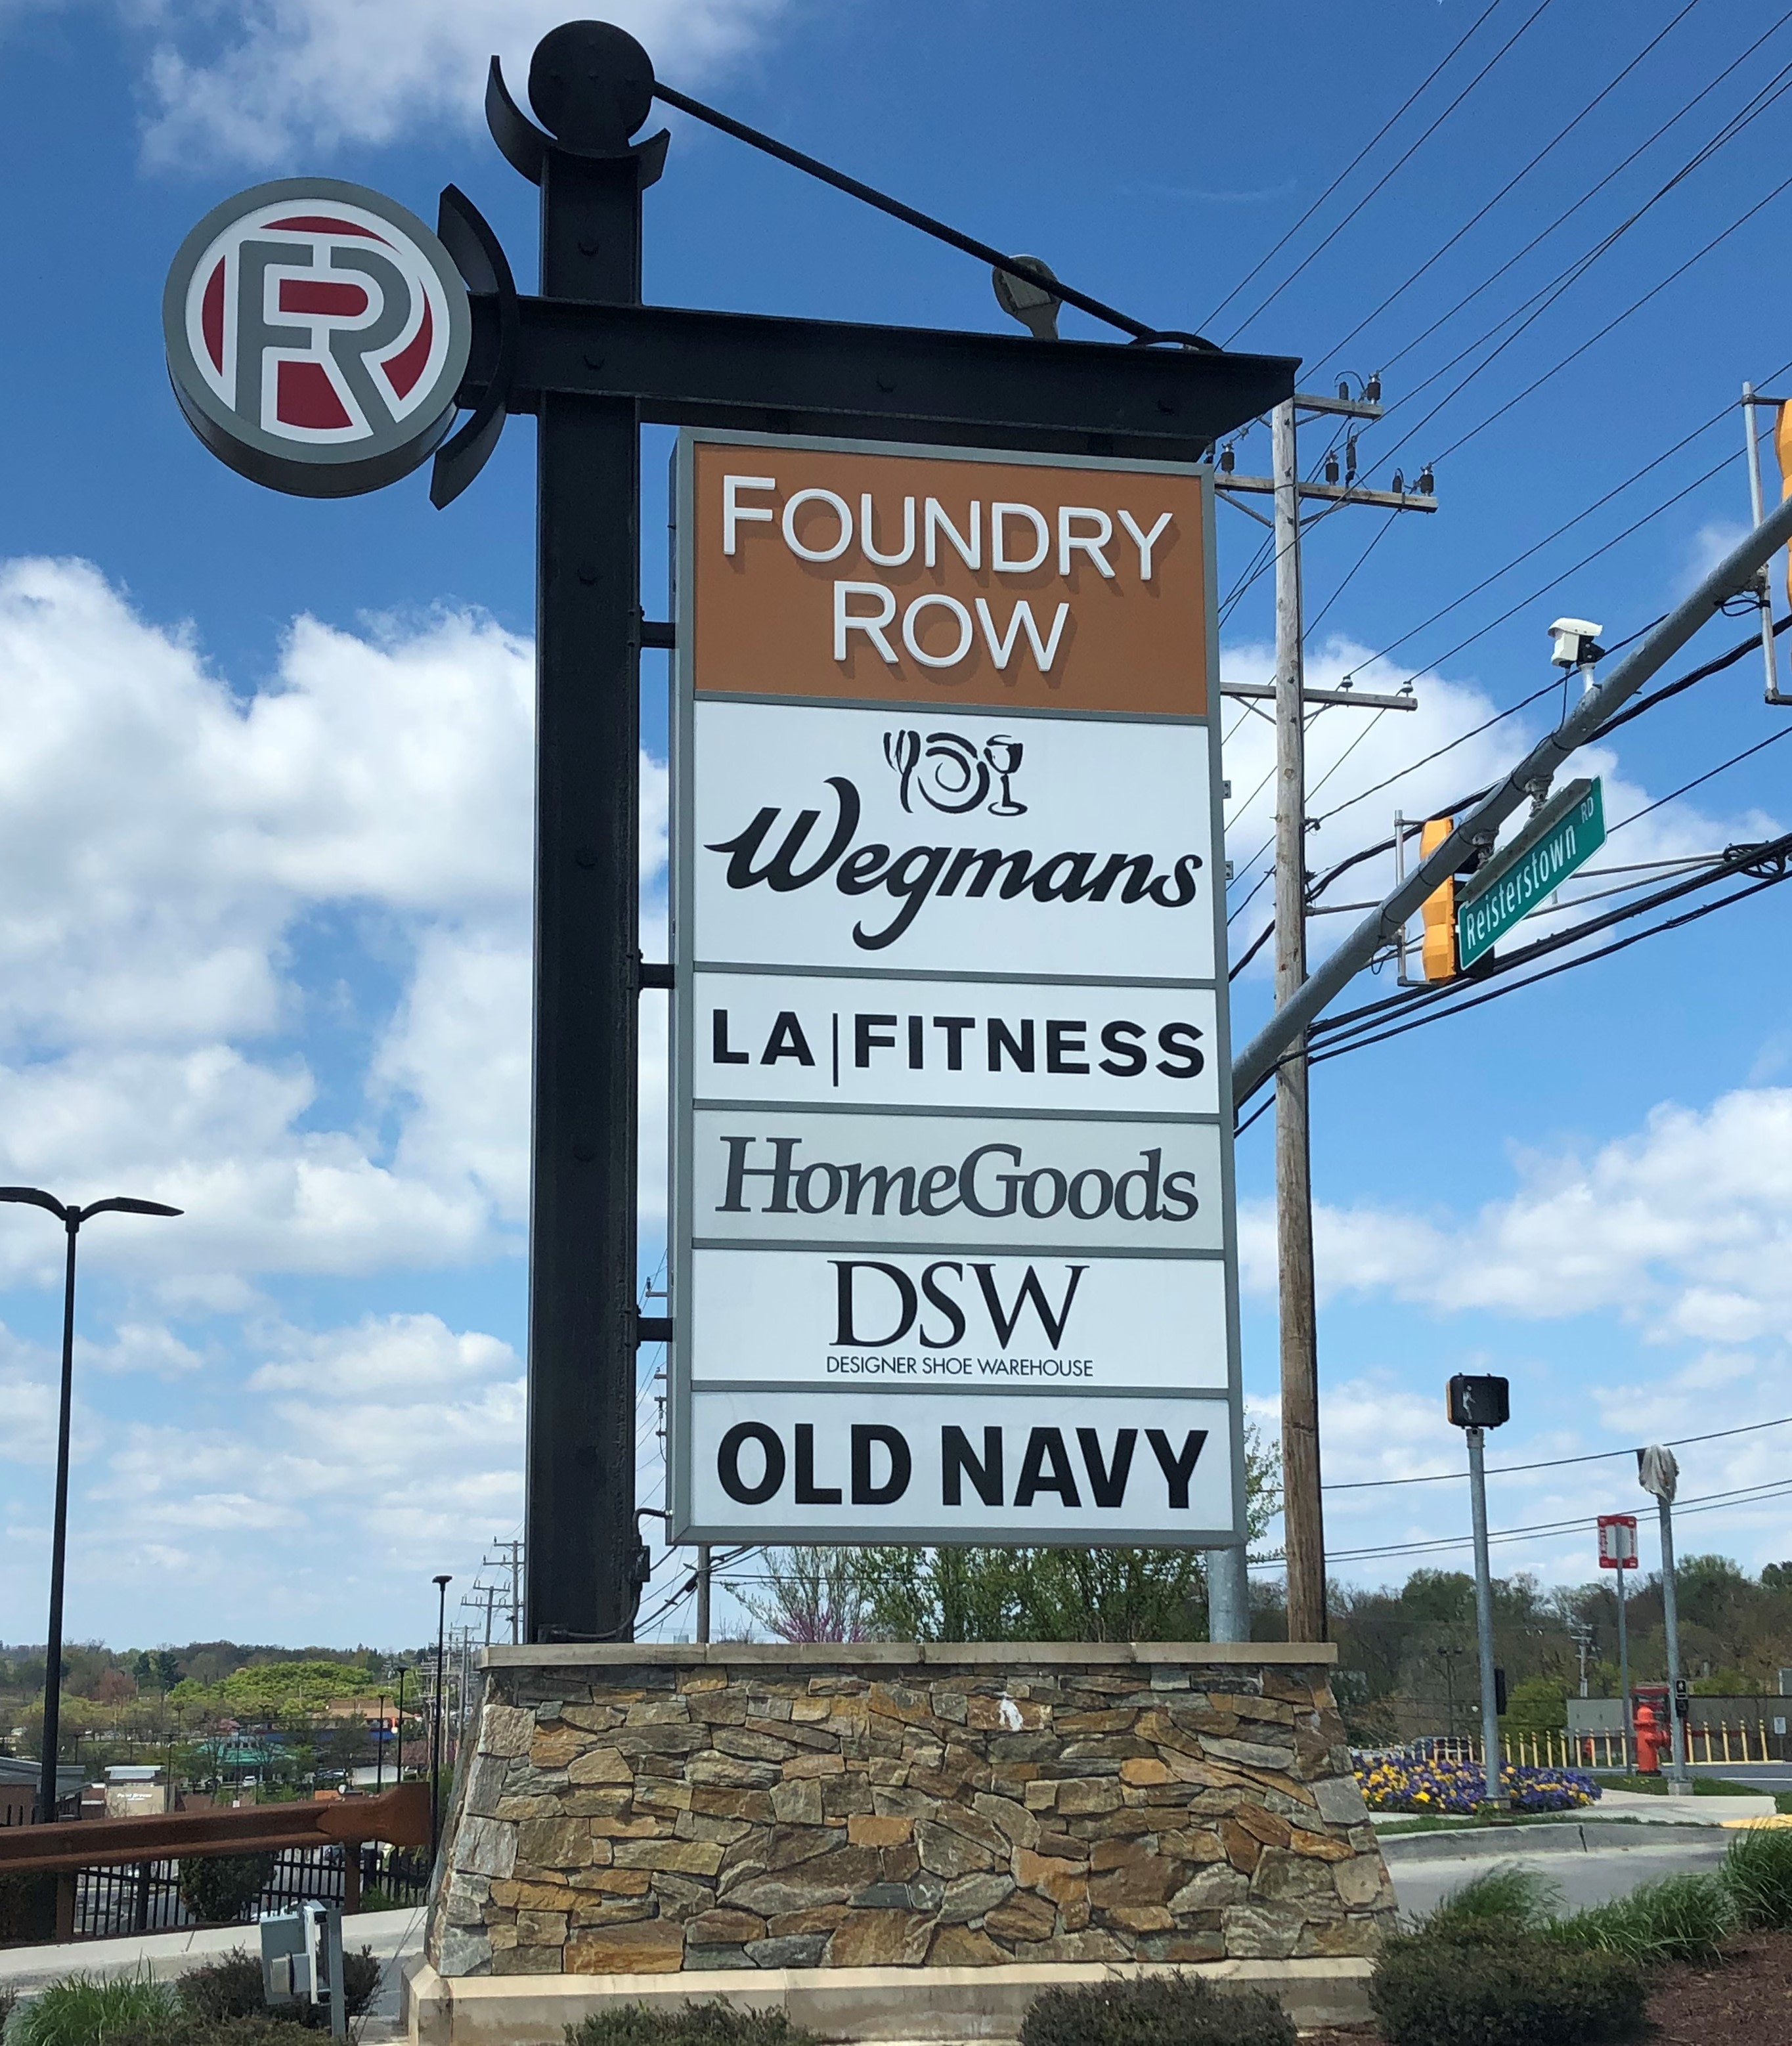 FR
FOUNDRY
ROW
Wegmans
LA|FITNESS
HomeGoods
DSW
DESIGNER SHOE WAREHOUSE
OLD NAVY
Reisterstown RD